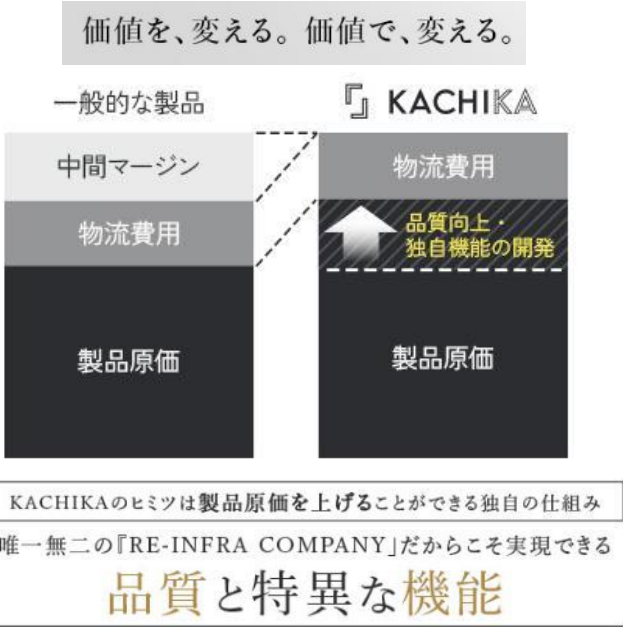 価値を、変える。価値で、変える。
一般的な製品
KACHIKA
中間マージン
物流費用
製品原価
物流費用
品質向上・
独自機能の開発
製品原価
KACHIKAのヒミツは製品原価を上げることができる独自の仕組み
唯一無二の『RE-INFRA COMPANY』だからこそ実現できる
品質と特異な機能